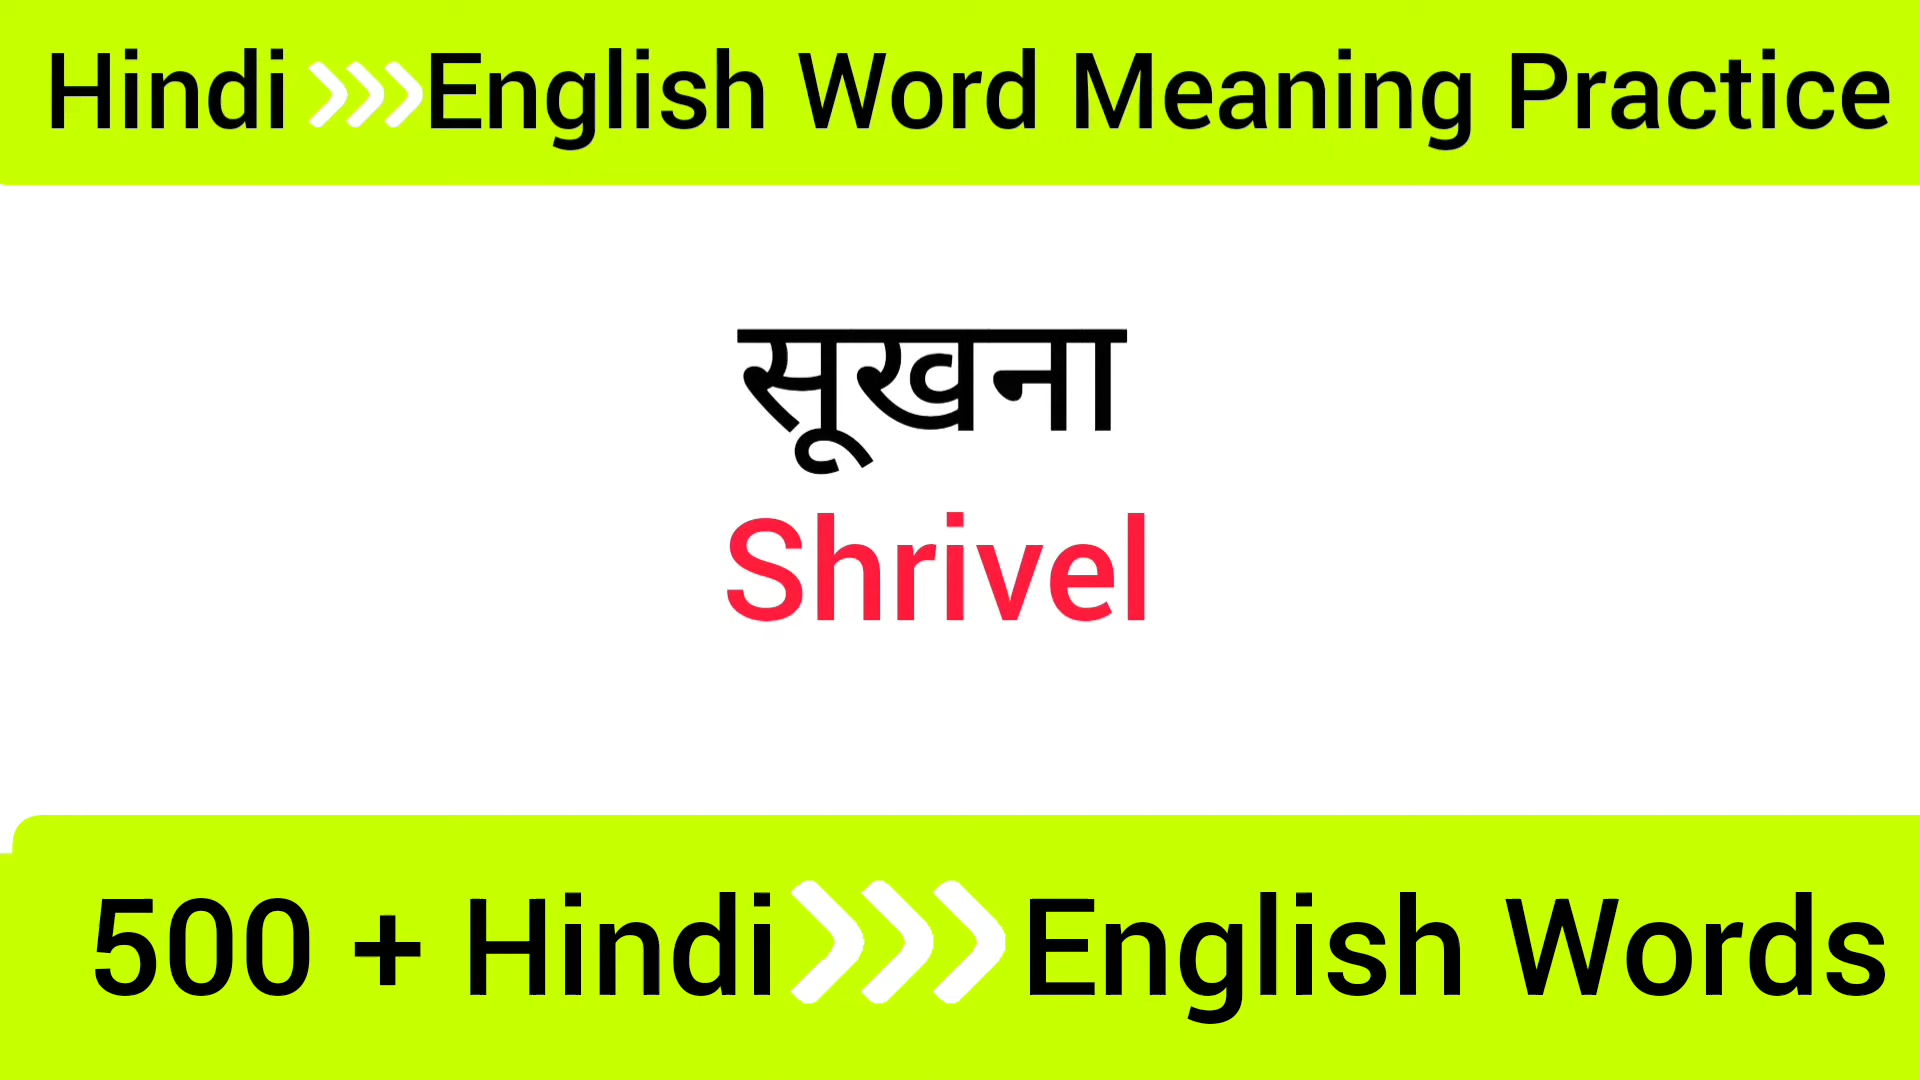 Hindi English Word Meaning Practice
सूखना
Shrivel
500 + Hindi English Words